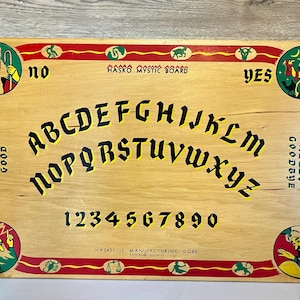 HASKO MYSTIC BOARD
NO
YES
GOOD
GOODBYE
ABCDEFGHIJKLM
NOPQRSTUVWXYZ
1234567890
HASKELITE MANUFACTURING CORP.